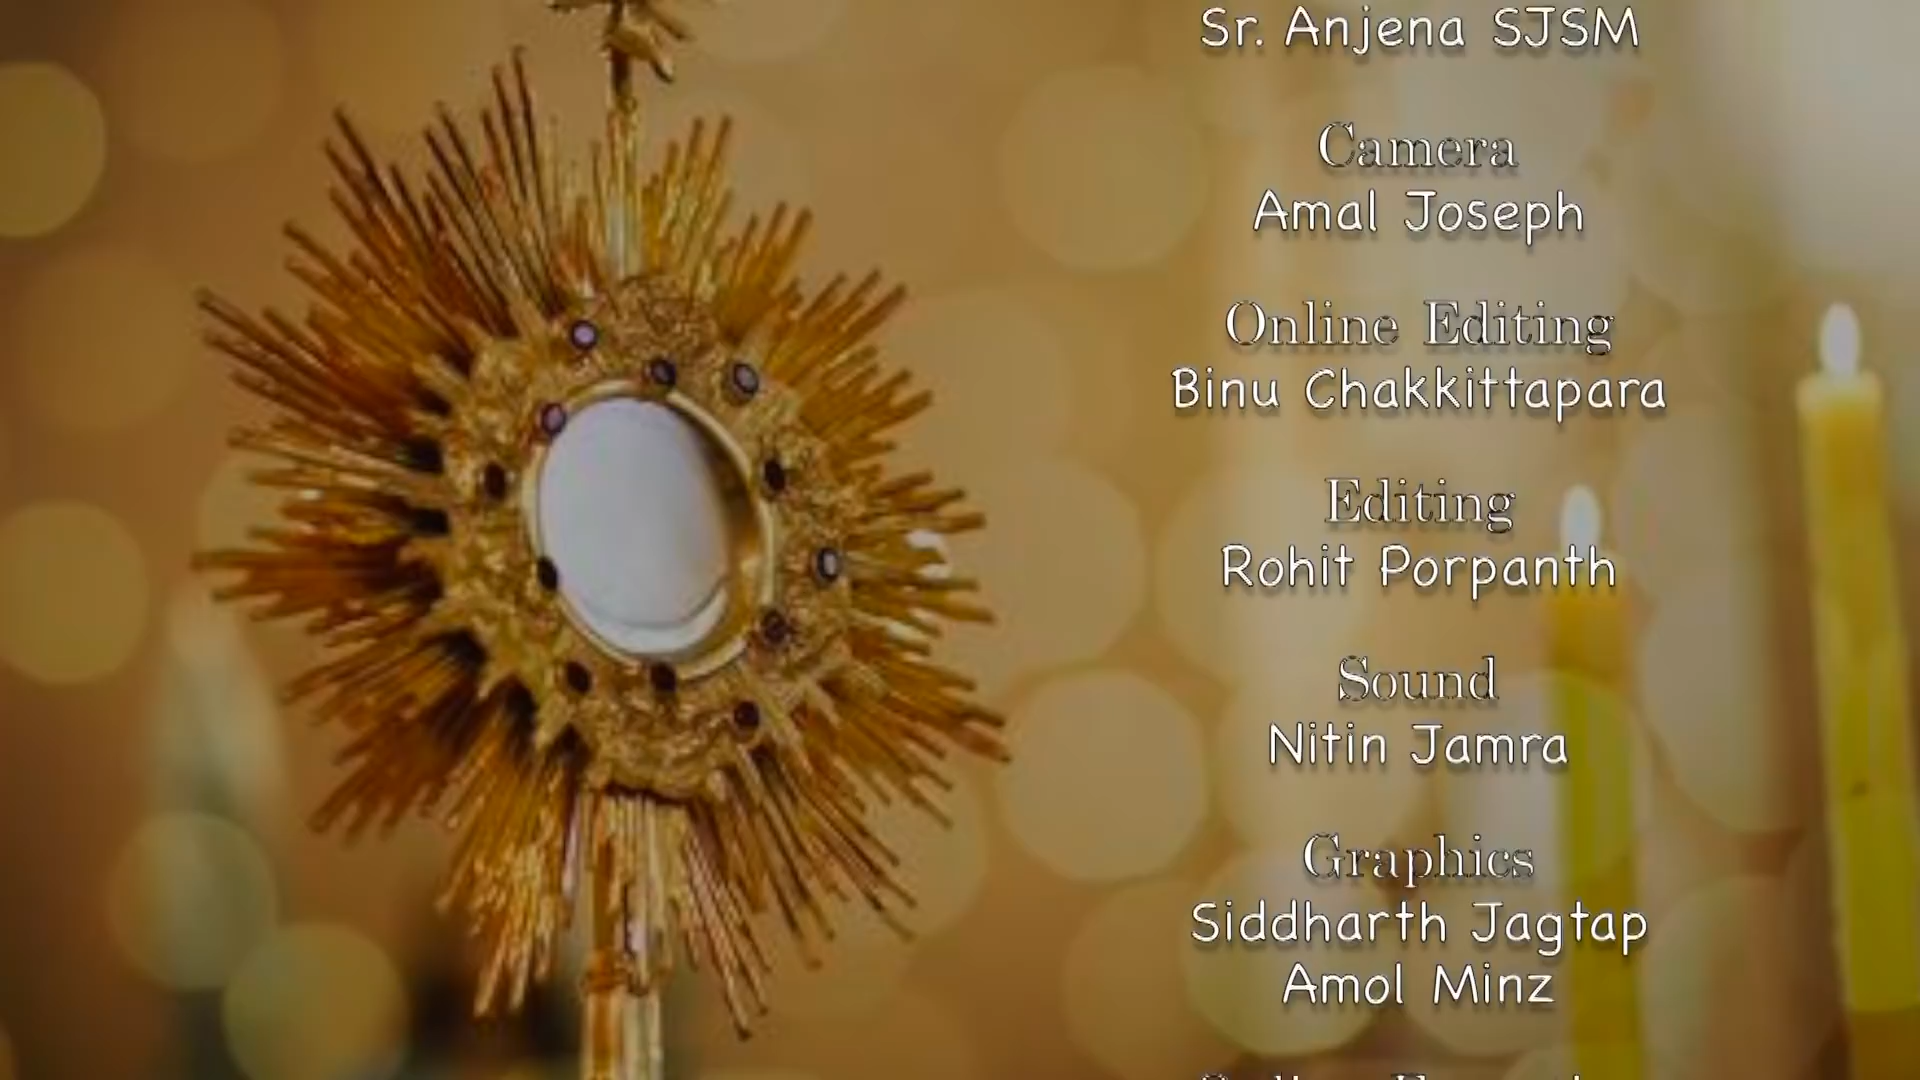 Sr. Anjena SJSM
Camera
Amal Joseph
Online Editing
Binu Chakkittapara
Editing
Rohit Porpanth
Sound
Nitin Jamra
Graphics
Siddharth Jagtap
Amol Minz